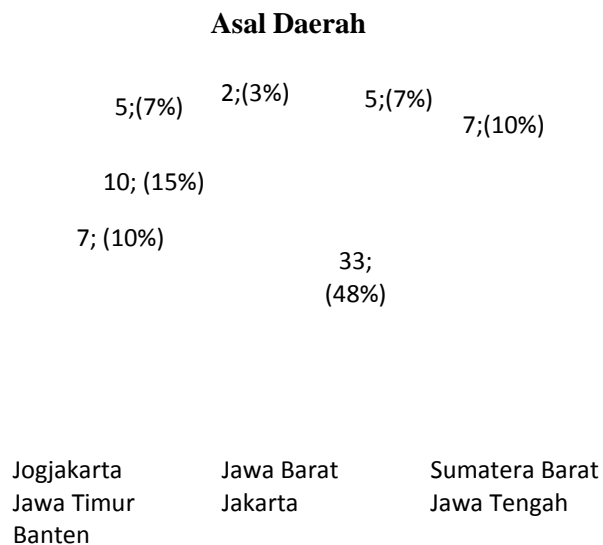 Asal Daerah
5;(7%)
2;(3%)
5;(7%)
7;(10%)
10; (15%)
7; (10%)
33;
(48%)
Jogjakarta
Jawa Barat
Sumatera Barat
Jawa Timur
Jakarta
Jawa Tengah
Banten